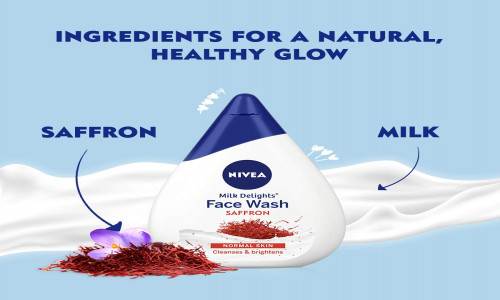 INGREDIENTS FOR A NATURAL,
HEALTHY GLOW
SAFFRON
MILK
NIVEA
Milk Delights®
Face Wash
SAFFRON
NORMAL SKIN
Cleanses & brightens